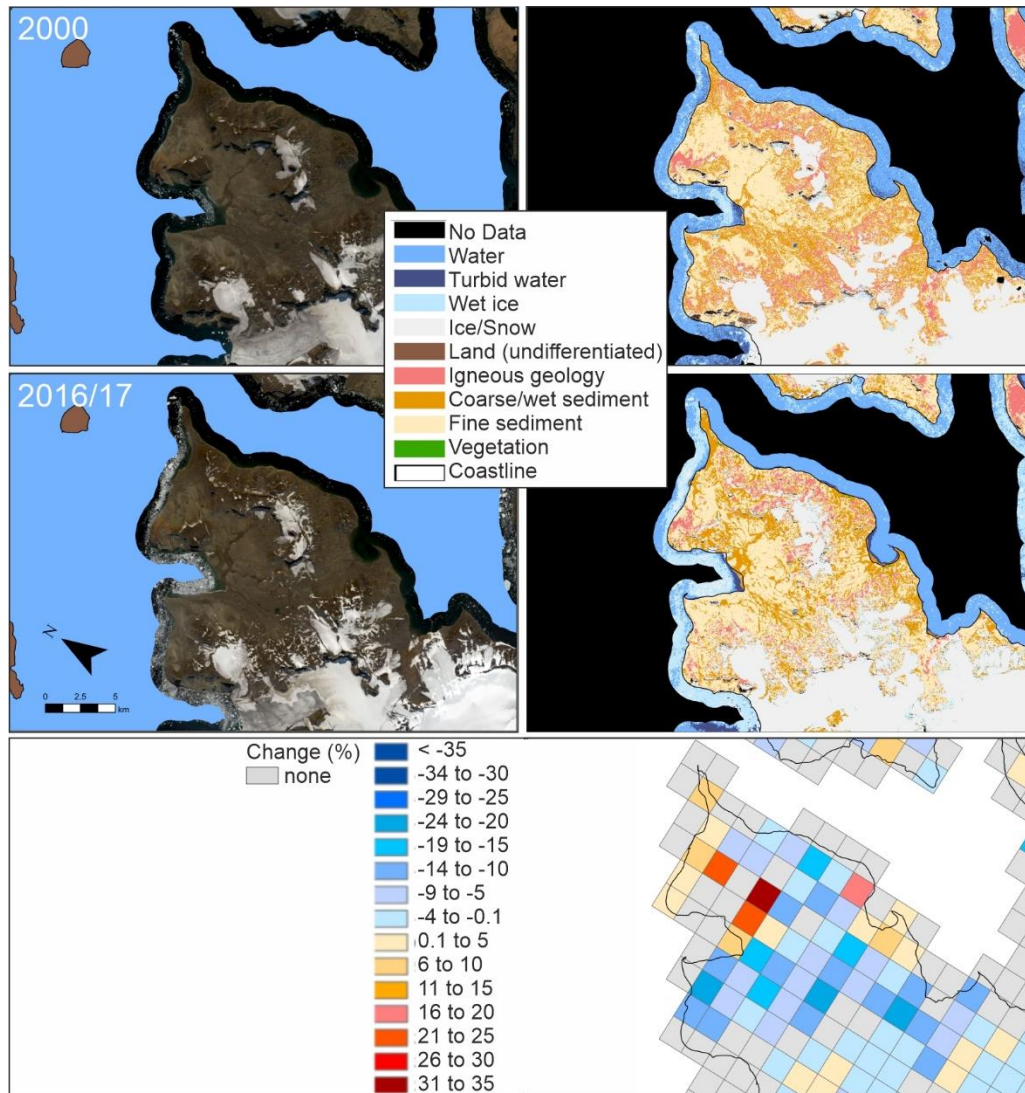 2000
No Data
Water
Turbid water
Wet ice
Ice/Snow
Land (undifferentiated)
Igneous geology
Coarse/wet sediment
Fine sediment
Vegetation
Coastline
2016/17
N
0 2.5 5
km
Change (%)
none
< -35
-34 to -30
-29 to -25
-24 to -20
-19 to -15
-14 to -10
-9 to -5
-4 to -0.1
0.1 to 5
6 to 10
11 to 15
16 to 20
21 to 25
26 to 30
31 to 35